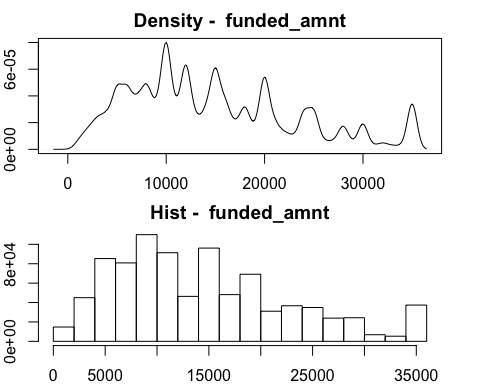 Density -  funded_amnt
6e-05
0e+00
0 10000 20000 30000
Hist -  funded_amnt
8e+04
0e+00
0 5000 15000 25000 35000